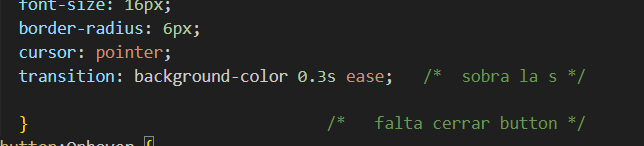 font-size: 16px;
border-radius: 6px;
cursor: pointer;
transition: background-color 0.3s ease; /* sobra la s */
} /* falta cerrar button */
button:0nhover {